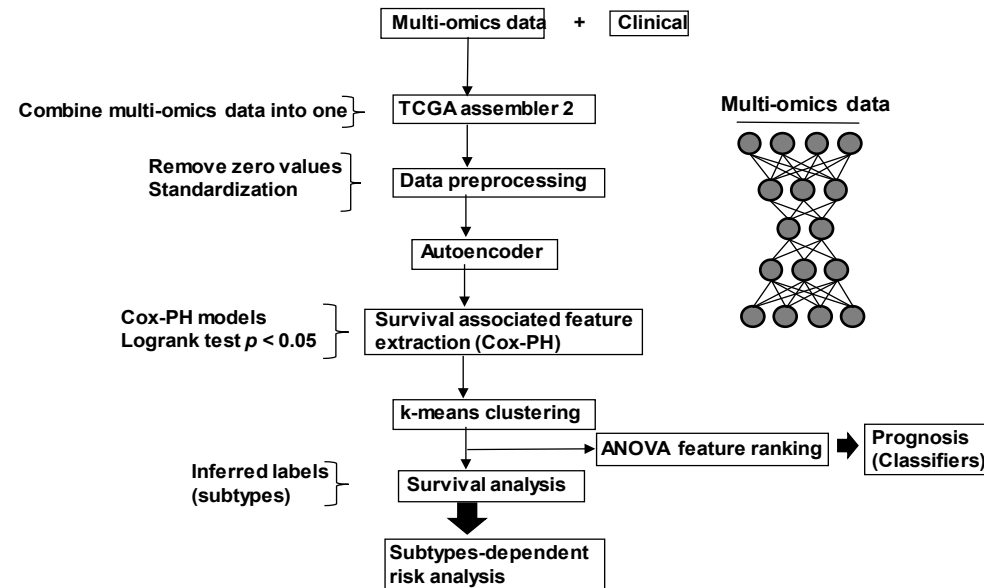 Multi-omics data + Clinical
Combine multi-omics data into one
TCGA assembler 2
Multi-omics data
Remove zero values
Standardization
Data preprocessing
Autoencoder
Cox-PH models
Logrank test p < 0.05
Survival associated feature
extraction (Cox-PH)
k-means clustering
ANOVA feature ranking
Prognosis
(Classifiers)
Inferred labels
(subtypes)
Survival analysis
Subtypes-dependent
risk analysis